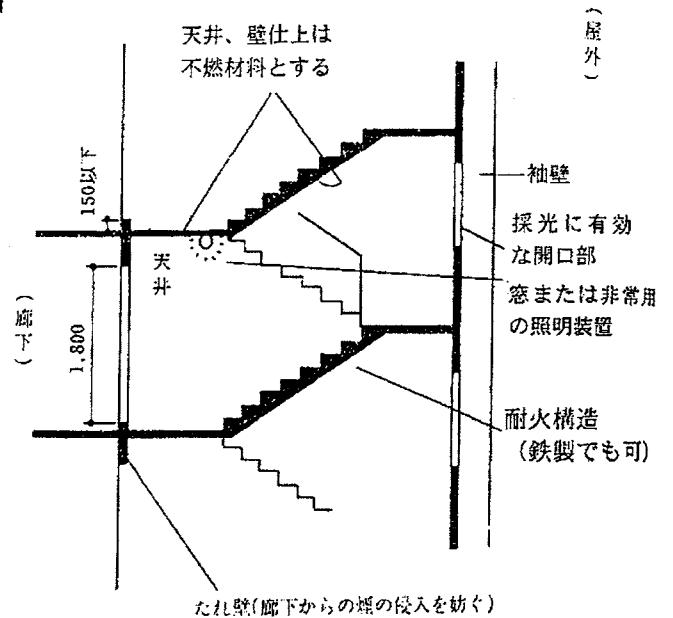 (屋外)
天井、壁仕上は
不燃材料とする
150以下
袖壁
採光に有効
な開口部
天井
窓または非常用
の照明装置
(廊下)
1,800
耐火構造
(鉄製でも可)
たれ壁(廊下からの煙の侵入を妨ぐ)